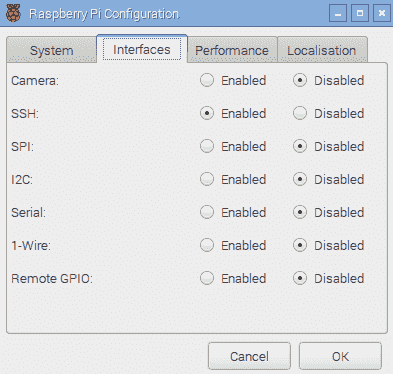 Raspberry Pi Configuration
System Interfaces Performance Localisation
Camera: Enabled Disabled
SSH: Enabled Disabled
SPI: Enabled Disabled
I2C: Enabled Disabled
Serial: Enabled Disabled
1-Wire: Enabled Disabled
Remote GPIO: Enabled Disabled
Cancel OK